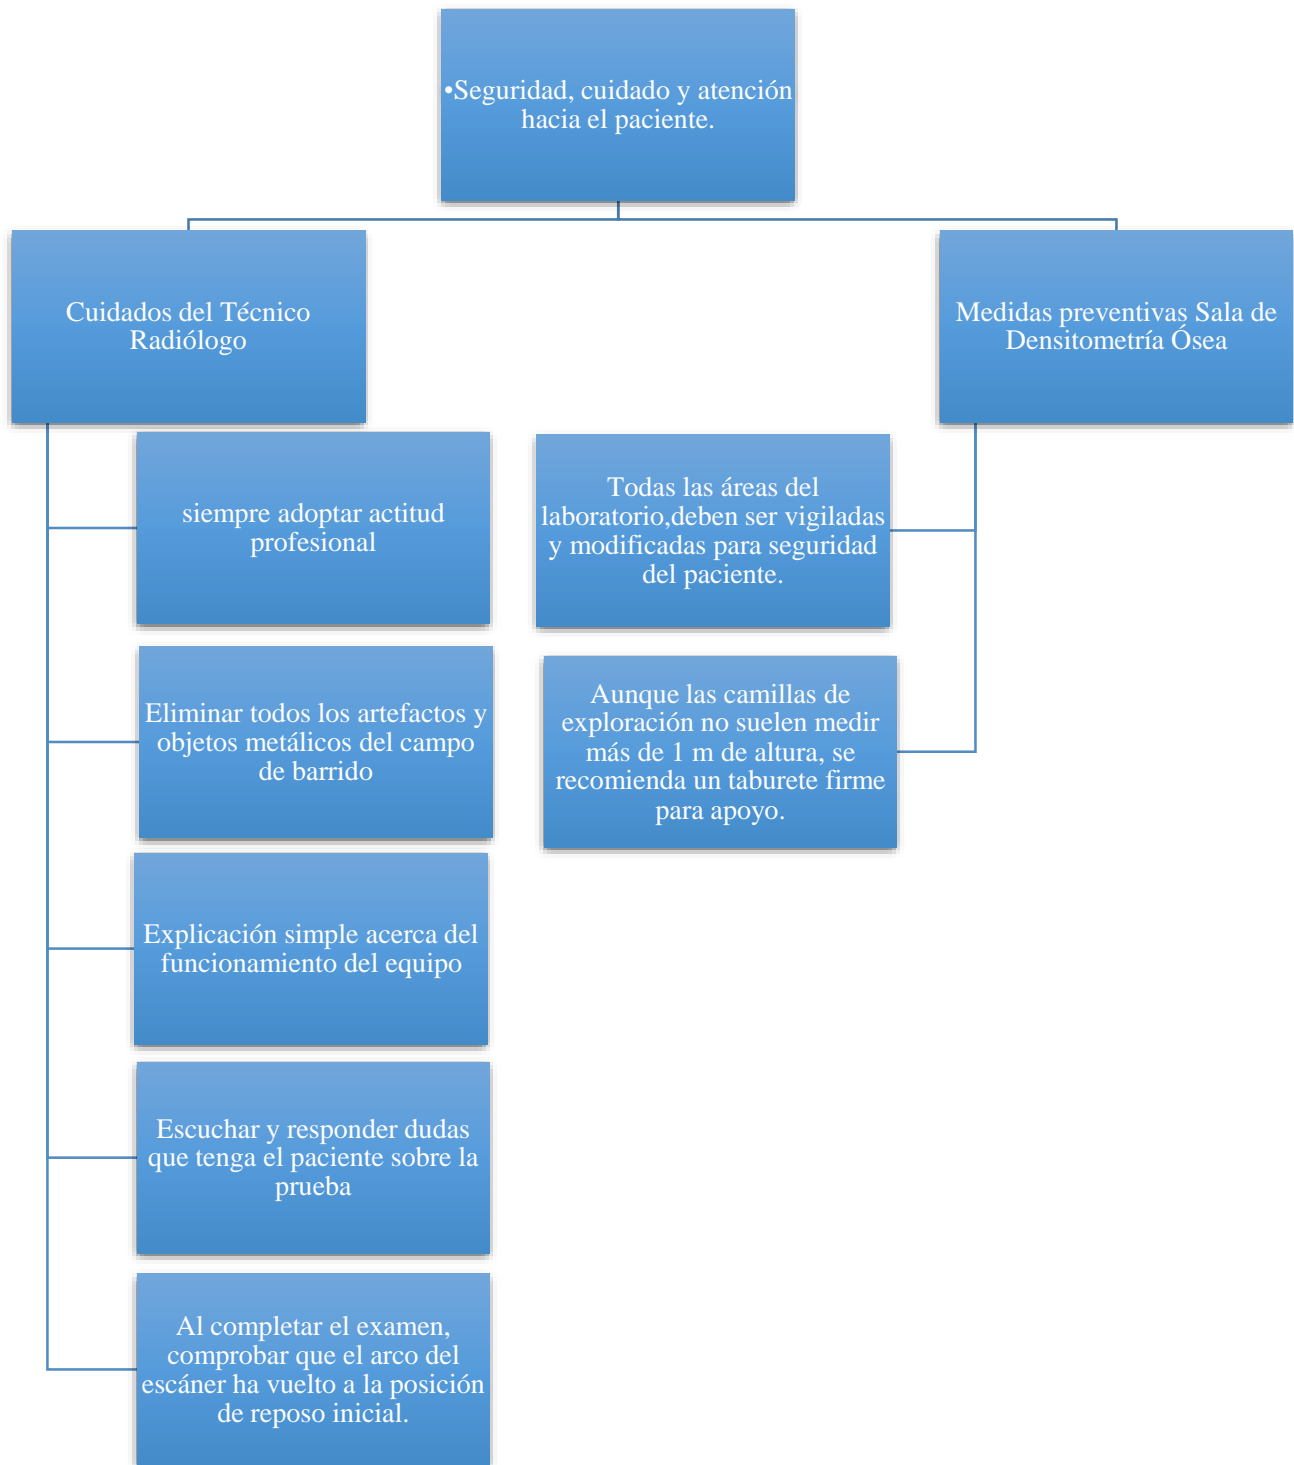 •Seguridad, cuidado y atención
hacia el paciente.
Cuidados del Técnico
Radiólogo
siempre adoptar actitud
profesional
Eliminar todos los artefactos y
objetos metálicos del campo
de barrido
Explicación simple acerca del
funcionamiento del equipo
Escuchar y responder dudas
que tenga el paciente sobre la
prueba
Al completar el examen,
comprobar que el arco del
escáner ha vuelto a la posición
de reposo inicial.
Medidas preventivas Sala de
Densitometría Ósea
Todas las áreas del
laboratorio,deben ser vigiladas
y modificadas para seguridad
del paciente.
Aunque las camillas de
exploración no suelen medir
más de 1 m de altura, se
recomienda un taburete firme
para apoyo.